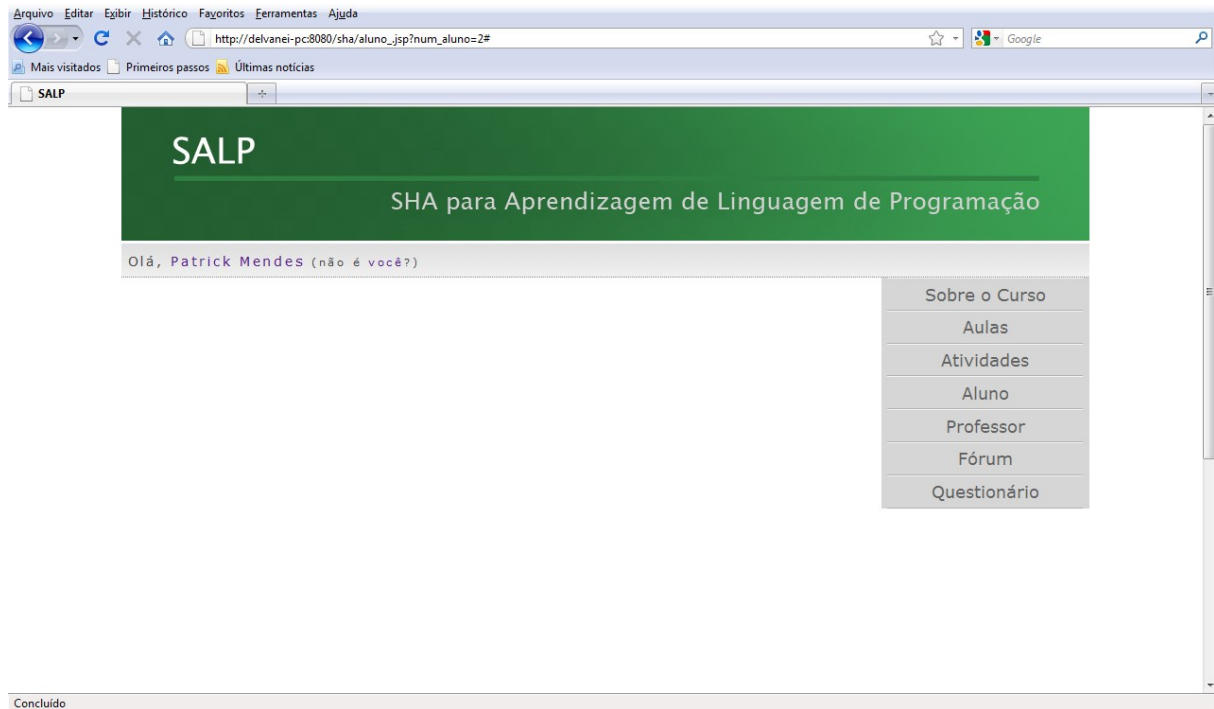 Arquivo Editar Exibir Histórico Favoritos Ferramentas Ajuda
http://delvanei-pc:8080/sha/aluno_.jsp?num_aluno=2#
Google
Mais visitados Primeiros passos Últimas notícias
SALP
SALP
SHA para Aprendizagem de Linguagem de Programação
Olá, Patrick Mendes (não é você?)
Sobre o Curso
Aulas
Atividades
Aluno
Professor
Fórum
Questionário
Concluído